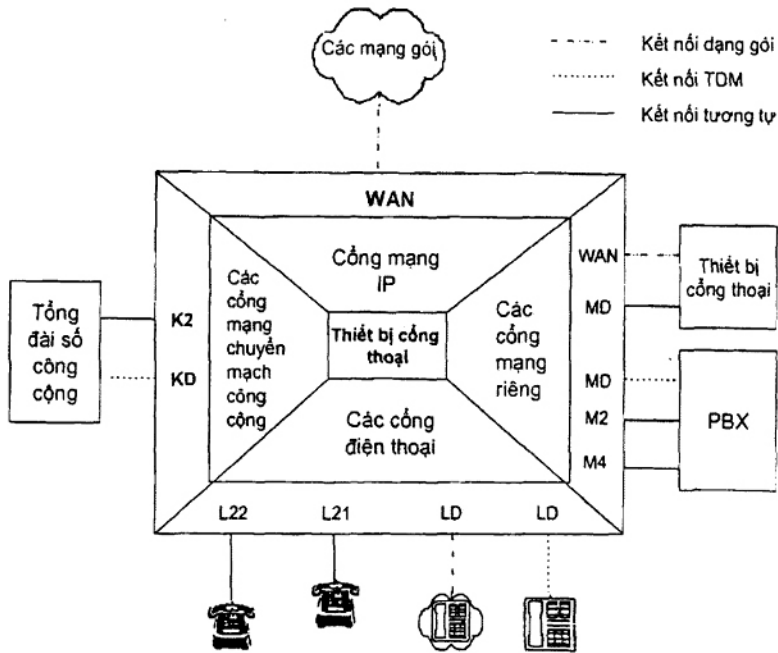 Các mạng gói
Kết nối dạng gói
Kết nối TDM
Kết nối tương tự
WAN
Cổng mạng
IP
Các
cổng
mạng
chuyển
mạch
công
cộng
Thiết bị cổng
thoại
Các
cổng
mạng
riêng
Các cổng
điện thoại
Tổng
đài số
công
cộng
K2
KD
WAN
MD
MD
M2
M4
Thiết bị
cổng thoại
PBX
L22
L21
LD
LD